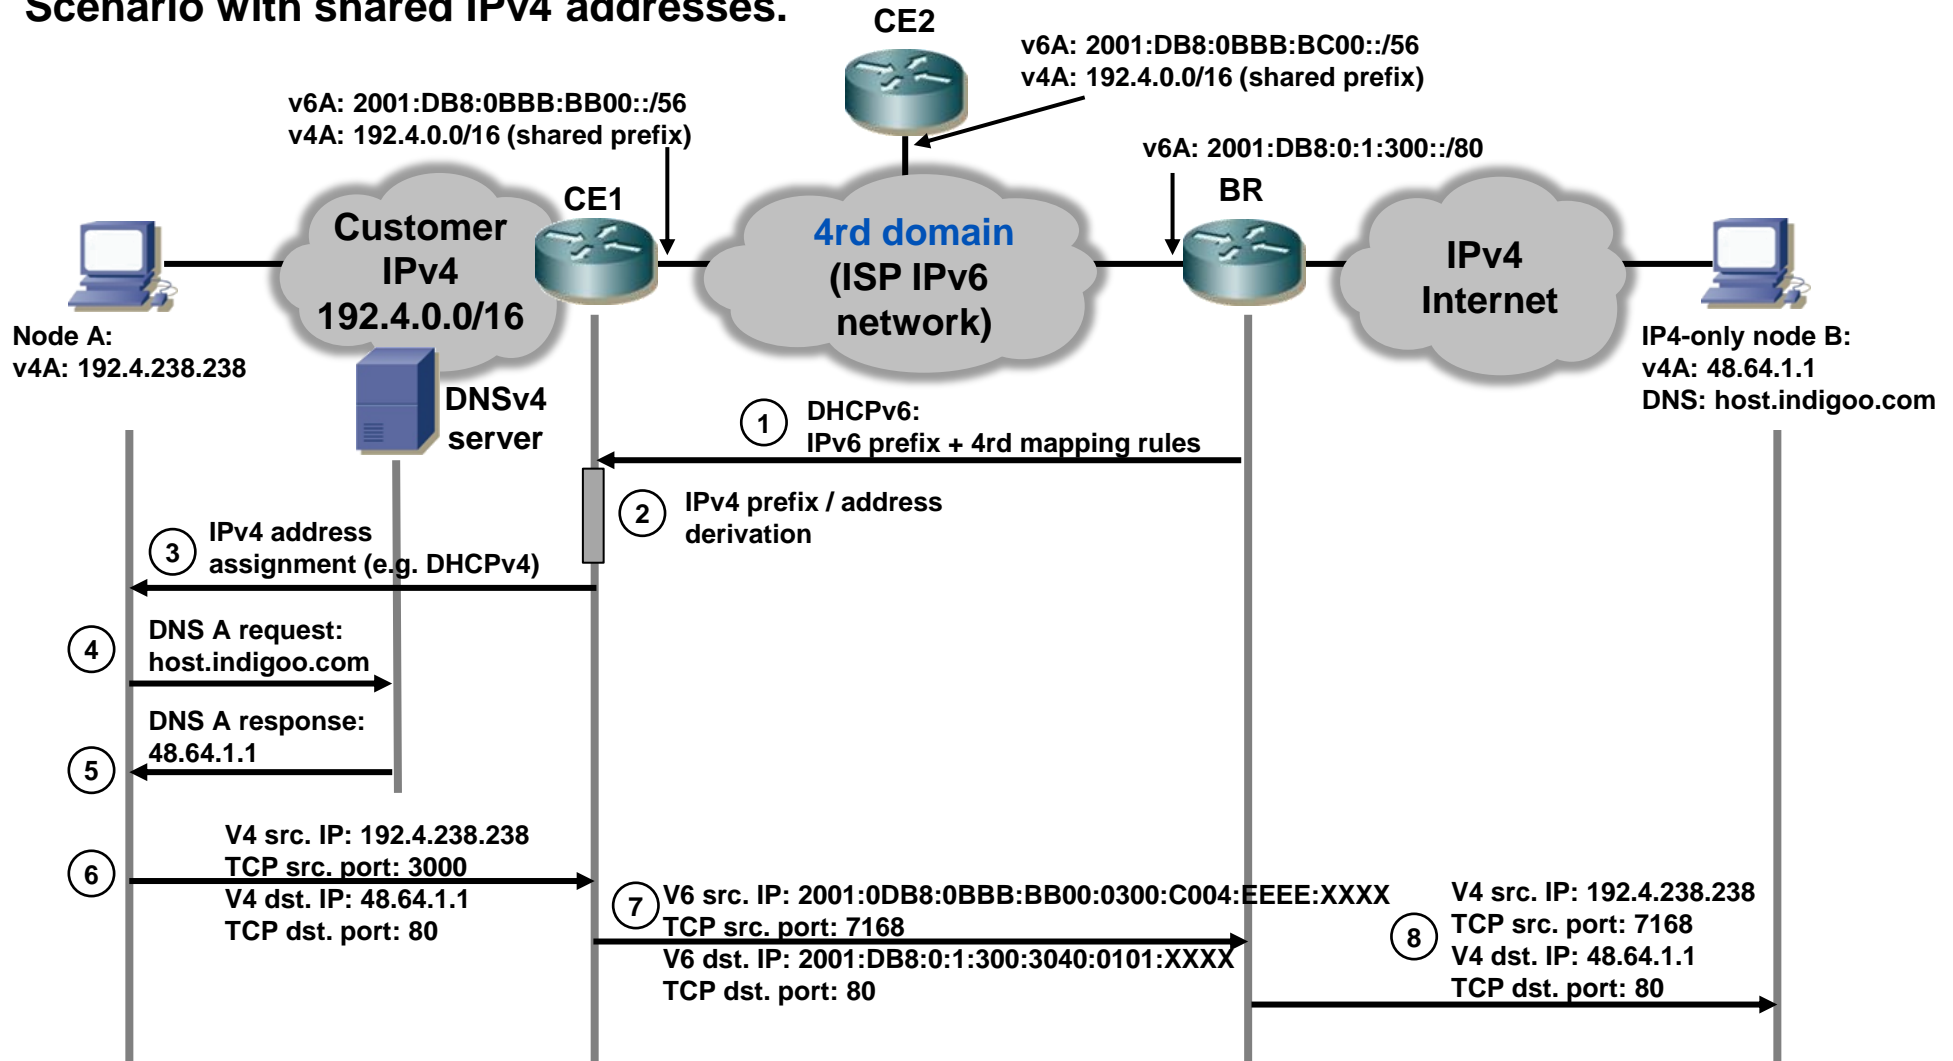 Scenario with shared IPv4 addresses.
CE2
v6A: 2001:DB8:0BBB:BC00::/56
v4A: 192.4.0.0/16 (shared prefix)
v6A: 2001:DB8:0BBB:BB00::/56
v4A: 192.4.0.0/16 (shared prefix)
v6A: 2001:DB8:0:1:300::/80
CE1
BR
Customer
IPv4
192.4.0.0/16
4rd domain
(ISP IPv6
network)
IPv4
Internet
Node A:
v4A: 192.4.238.238
IP4-only node B:
v4A: 48.64.1.1
DNS: host.indigoo.com
DNSv4
server
1
DHCPv6:
IPv6 prefix + 4rd mapping rules
2
IPv4 prefix / address
derivation
3
IPv4 address
assignment (e.g. DHCPv4)
4
DNS A request:
host.indigoo.com
5
DNS A response:
48.64.1.1
6
V4 src. IP: 192.4.238.238
TCP src. port: 3000
V4 dst. IP: 48.64.1.1
TCP dst. port: 80
7
V6 src. IP: 2001:0DB8:0BBB:BB00:0300:C004:EEEE:XXXX
TCP src. port: 7168
V6 dst. IP: 2001:DB8:0:1:300:3040:0101:XXXX
TCP dst. port: 80
8
V4 src. IP: 192.4.238.238
TCP src. port: 7168
V4 dst. IP: 48.64.1.1
TCP dst. port: 80